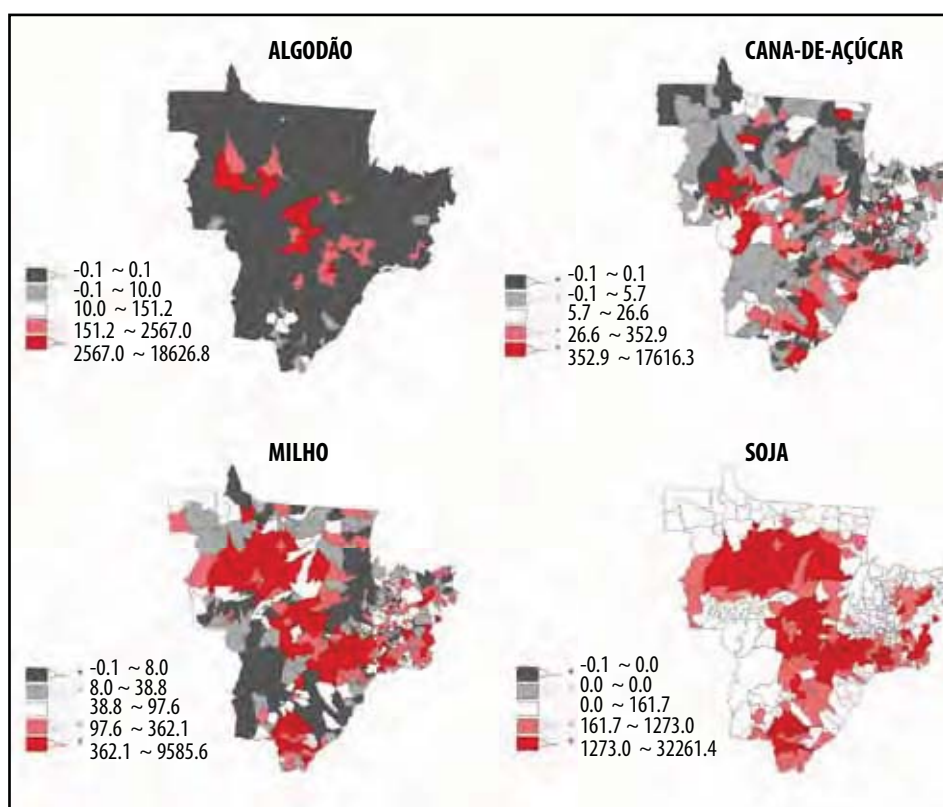 ALGODÃO
-0.1 ~ 0.1
-0.1 ~ 10.0
10.0 ~ 151.2
151.2 ~ 2567.0
2567.0 ~ 18626.8
CANA-DE-AÇÚCAR
-0.1 ~ 0.1
-0.1 ~ 5.7
5.7 ~ 26.6
26.6 ~ 352.9
352.9 ~ 17616.3
MILHO
-0.1 ~ 8.0
8.0 ~ 38.8
38.8 ~ 97.6
97.6 ~ 362.1
362.1 ~ 9585.6
SOJA
-0.1 ~ 0.0
0.0 ~ 0.0
0.0 ~ 161.7
161.7 ~ 1273.0
1273.0 ~ 32261.4